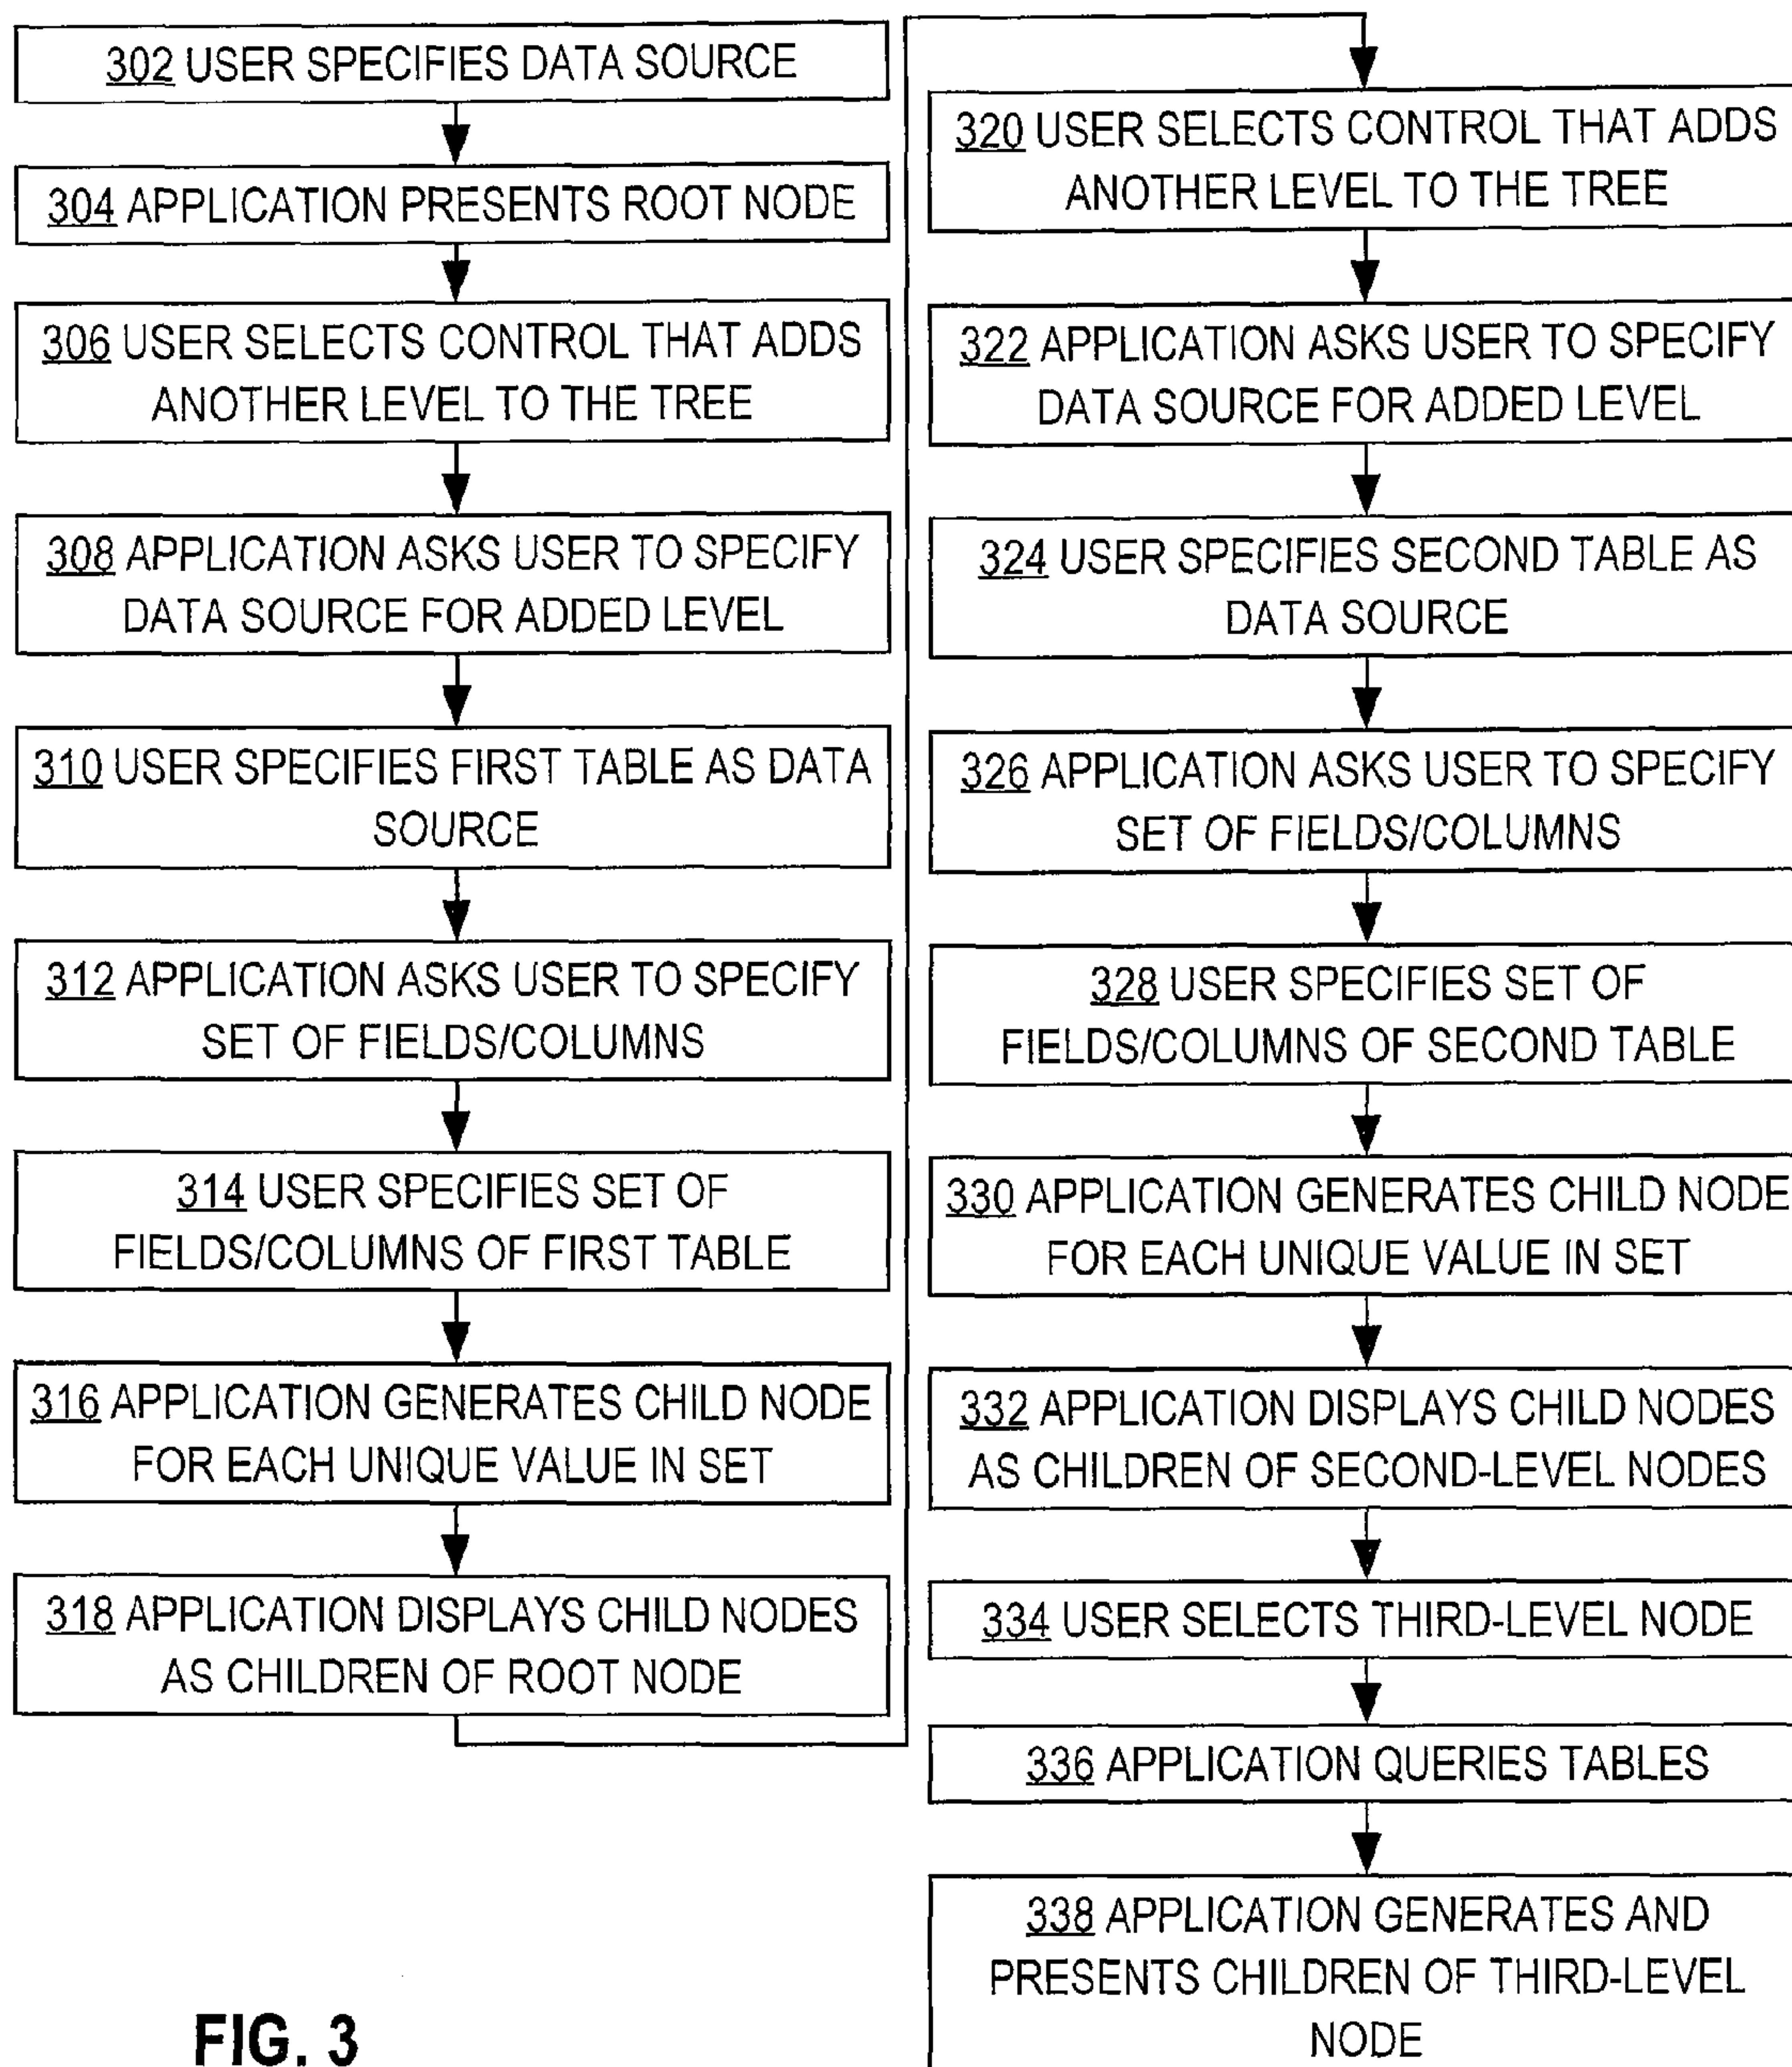 302 USER SPECIFIES DATA SOURCE
304 APPLICATION PRESENTS ROOT NODE
306 USER SELECTS CONTROL THAT ADDS
ANOTHER LEVEL TO THE TREE
308 APPLICATION ASKS USER TO SPECIFY
DATA SOURCE FOR ADDED LEVEL
310 USER SPECIFIES FIRST TABLE AS DATA
SOURCE
312 APPLICATION ASKS USER TO SPECIFY
SET OF FIELDS/COLUMNS
314 USER SPECIFIES SET OF
FIELDS/COLUMNS OF FIRST TABLE
316 APPLICATION GENERATES CHILD NODE
FOR EACH UNIQUE VALUE IN SET
318 APPLICATION DISPLAYS CHILD NODES
AS CHILDREN OF ROOT NODE
320 USER SELECTS CONTROL THAT ADDS
ANOTHER LEVEL TO THE TREE
322 APPLICATION ASKS USER TO SPECIFY
DATA SOURCE FOR ADDED LEVEL
324 USER SPECIFIES SECOND TABLE AS
DATA SOURCE
326 APPLICATION ASKS USER TO SPECIFY
SET OF FIELDS/COLUMNS
328 USER SPECIFIES SET OF
FIELDS/COLUMNS OF SECOND TABLE
330 APPLICATION GENERATES CHILD NODE
FOR EACH UNIQUE VALUE IN SET
332 APPLICATION DISPLAYS CHILD NODES
AS CHILDREN OF SECOND-LEVEL NODES
334 USER SELECTS THIRD-LEVEL NODE
336 APPLICATION QUERIES TABLES
338 APPLICATION GENERATES AND
PRESENTS CHILDREN OF THIRD-LEVEL
NODE
FIG. 3